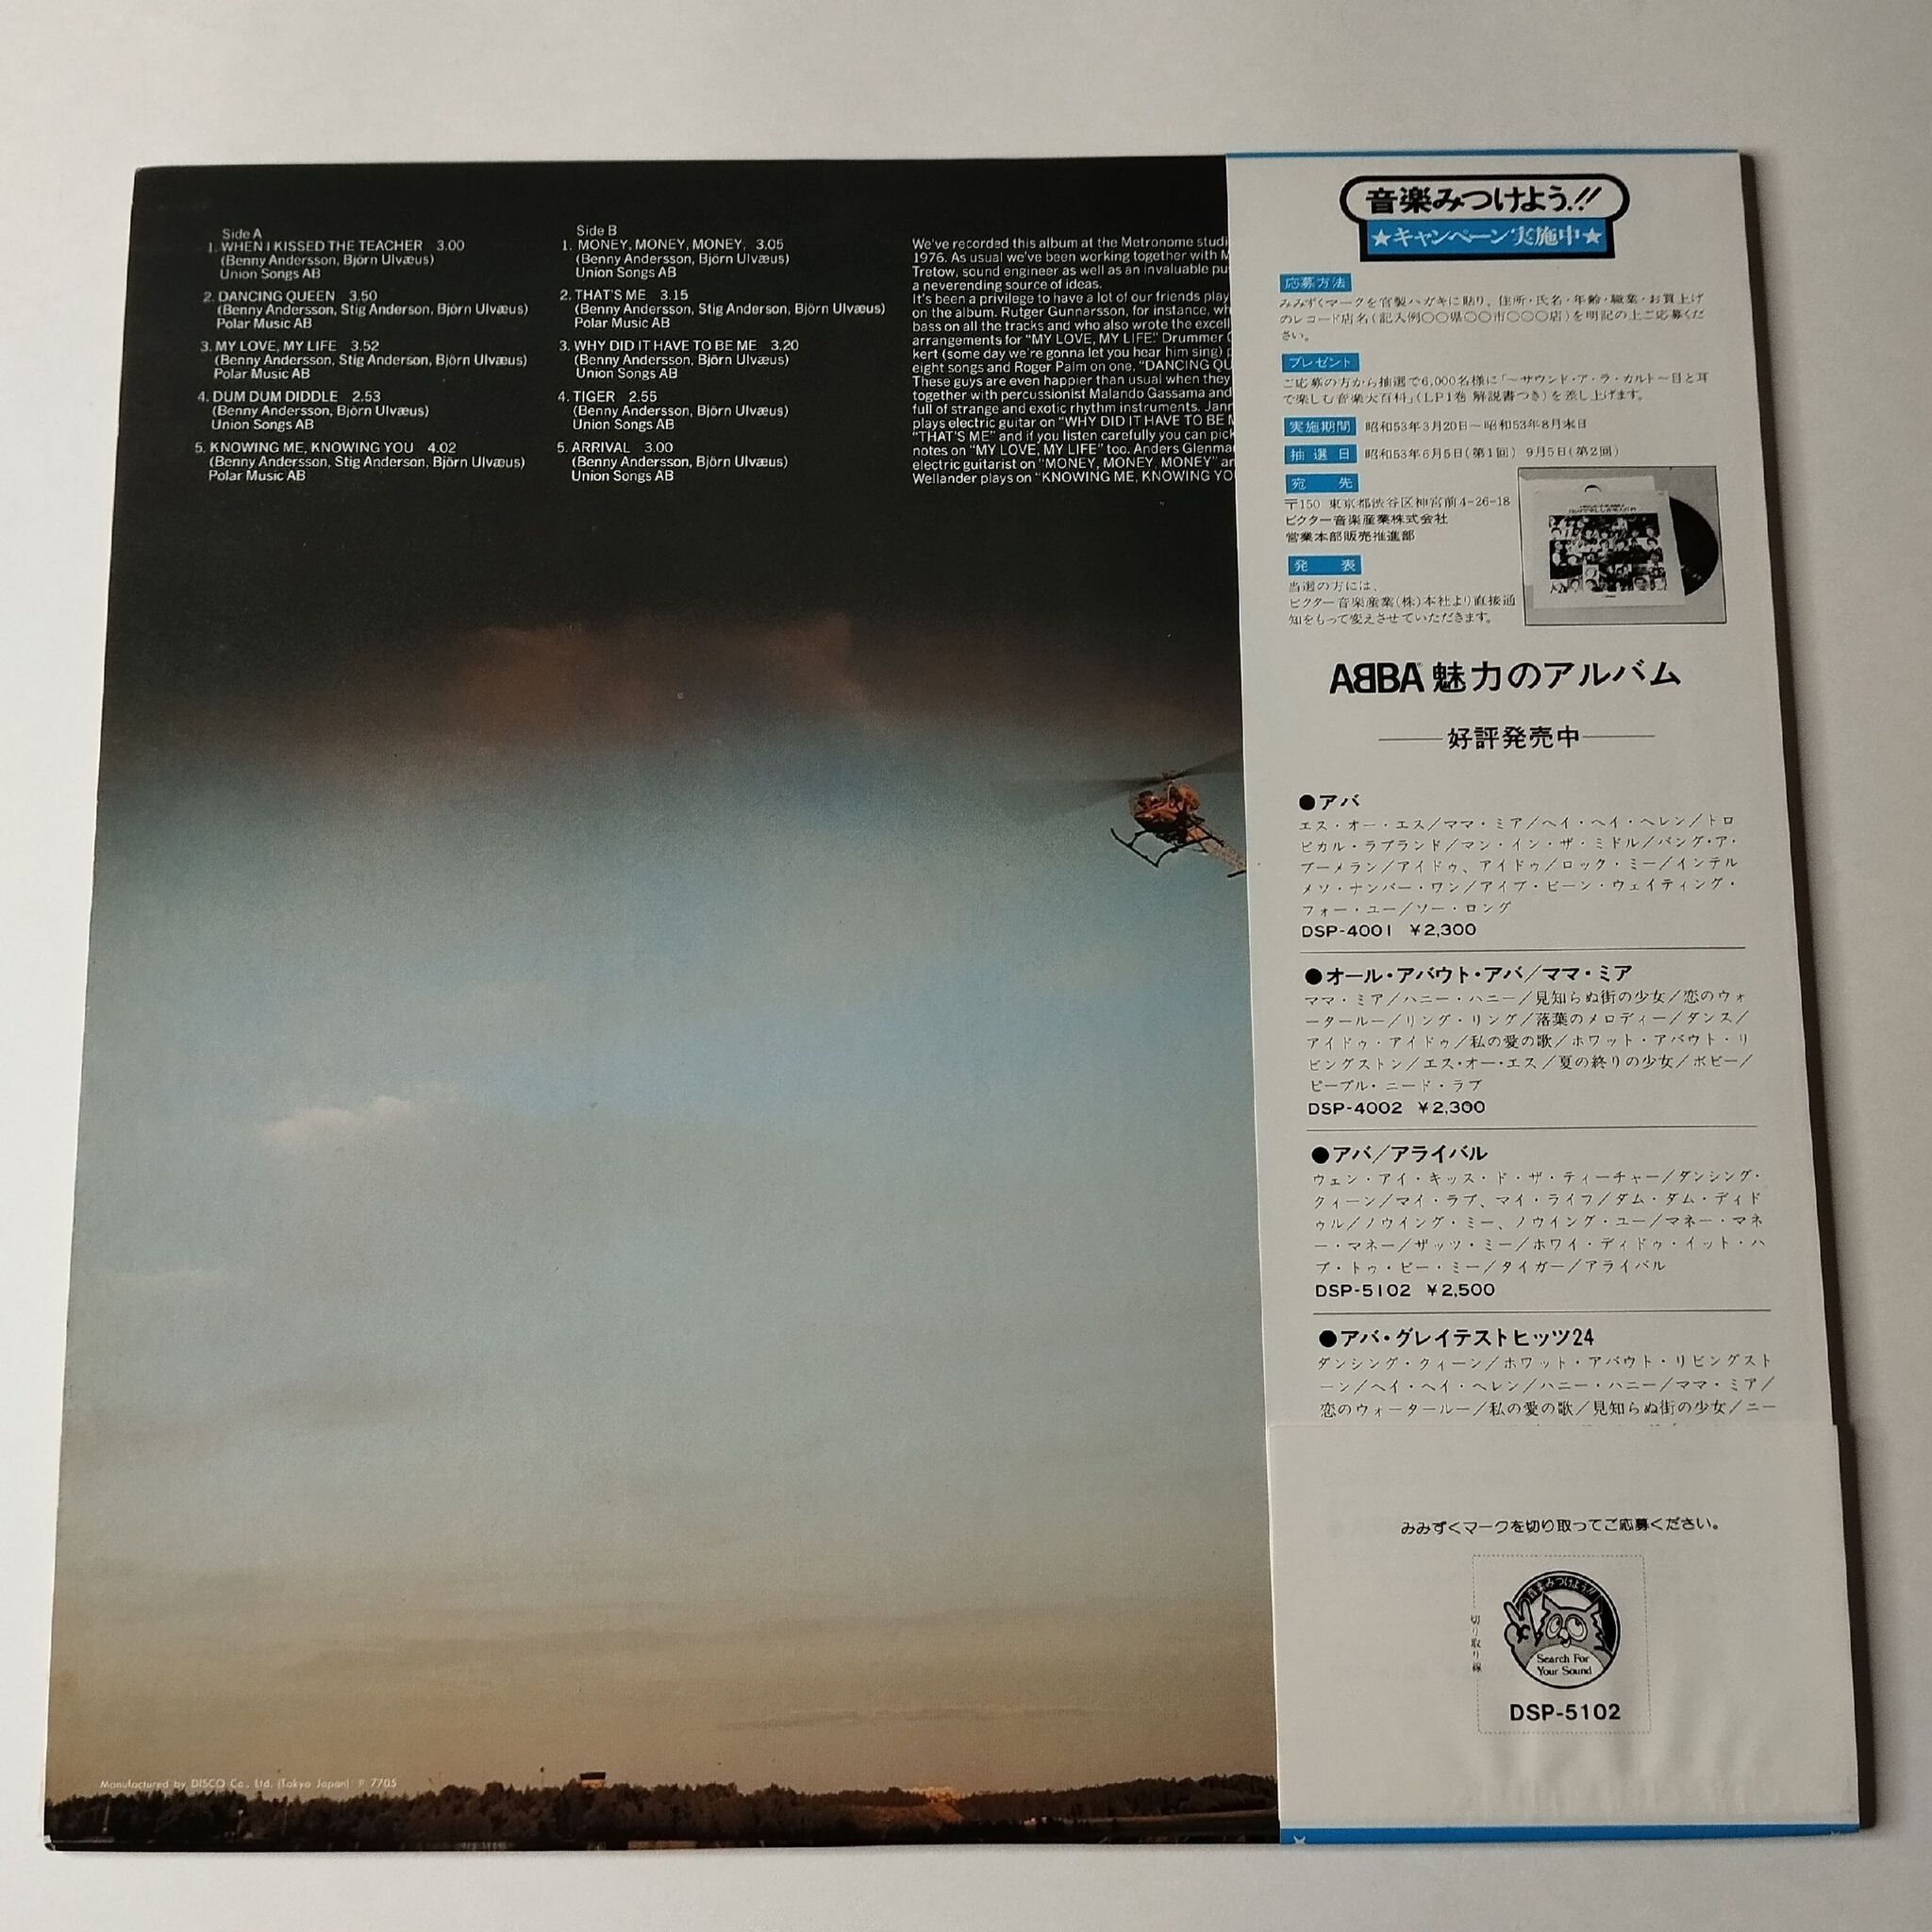 Side A
1. WHEN I KISSED THE TEACHER 3.00
(Benny Andersson, Björn Ulvæus)
Union Songs AB
2. DANCING QUEEN 3.50
(Benny Andersson, Stig Anderson, Björn Ulvæus)
Polar Music AB
3. MY LOVE, MY LIFE 3.52
(Benny Andersson, Stig Anderson, Björn Ulvæus)
Polar Music AB
4. DUM DUM DIDDLE 2.53
(Benny Andersson, Björn Ulvæus)
Union Songs AB
5. KNOWING ME, KNOWING YOU 4.02
(Benny Andersson, Stig Anderson, Björn Ulvæus)
Polar Music AB
Side B
1. MONEY, MONEY, MONEY, 3.05
(Benny Andersson, Björn Ulvæus)
Union Songs AB
2. THAT'S ME 3.15
(Benny Andersson, Stig Anderson, Björn Ulvæus)
Polar Music AB
3. WHY DID IT HAVE TO BE ME 3.20
(Benny Andersson, Björn Ulvæus)
Union Songs AB
4. TIGER 2.55
(Benny Andersson, Björn Ulvæus)
Union Songs AB
5. ARRIVAL 3.00
(Benny Andersson, Björn Ulvæus)
Union Songs AB
We've recorded this album at the Metronome studi
1976. As usual we've been working together with M
Tretow, sound engineer as well as an invaluable pu
a neverending source of ideas.
It's been a privilege to have a lot of our friends play
on the album. Rutger Gunnarsson, for instance, wh
bass on all the tracks and who also wrote the excell
arrangements for "MY LOVE, MY LIFE." Drummer
kert (some day we're gonna let you hear him sing) p
eight songs and Roger Palm on one, "DANCING QU
These guys are even happier than usual when they
together with percussionist Malando Gassama and
full of strange and exotic rhythm instruments. Jann
plays electric guitar on "WHY DID IT HAVE TO BE M
"THAT'S ME" and if you listen carefully you can pick
notes on "MY LOVE, MY LIFE" too. Anders Glenma
electric guitarist on "MONEY, MONEY, MONEY" an
Wellander plays on "KNOWING ME, KNOWING YO
Manufactured by DISCO Co., Ltd. (Tokyo Japan) Ⓟ 7705
音楽みつけよう!!
★キャンペーン実施中★
応募方法
みみずくマークを官製ハガキに貼り、住所・氏名・年齢・職業・お買上げ
のレコード店名(記入例○○県○○市○○○店)を明記の上ご応募くだ
さい。
プレゼント
ご応募の方から抽選で6,000名様に「〜サウンド・ア・ラ・カルト〜目と耳
で楽しむ音楽大百科」(LP1巻 解説書つき)を差し上げます。
実施期間 昭和53年3月20日〜昭和53年8月末日
抽選日 昭和53年6月5日(第1回) 9月5日(第2回)
宛先
〒150 東京都渋谷区神宮前4-26-18
ビクター音楽産業株式会社
営業本部販売推進部
発表
当選の方には、
ビクター音楽産業(株)本社より直接通
知をもって変えさせていただきます。
ABBA 魅力のアルバム
好評発売中
●アバ
エス・オー・エス/ママ・ミア/ヘイ・ヘイ・ヘレン/トロ
ピカル・ラブランド/マン・イン・ザ・ミドル/バング・ア・
ブーメラン/アイドゥ、アイドゥ/ロック・ミー/インテル
メソ・ナンバー・ワン/アイブ・ビーン・ウェイティング・
フォー・ユー/ソー・ロング
DSP-4001 ¥2,300
●オール・アバウト・アバ/ママ・ミア
ママ・ミア/ハニー・ハニー/見知らぬ街の少女/恋のウォ
ータールー/リング・リング/落葉のメロディー/ダンス/
アイドゥ・アイドゥ/私の愛の歌/ホワット・アバウト・リ
ビングストン/エス・オー・エス/夏の終りの少女/ボビー/
ピープル・ニード・ラブ
DSP-4002 ¥2,300
●アバ/アライバル
ウェン・アイ・キッス・ド・ザ・ティーチャー/ダンシング・
クィーン/マイ・ラブ、マイ・ライフ/ダム・ダム・ディド
ゥル/ノウイング・ミー、ノウイング・ユー/マネー・マネ
ー・マネー/ザッツ・ミー/ホワイ・ディドゥ・イット・ハ
ブ・トゥ・ビー・ミー/タイガー/アライバル
DSP-5102 ¥2,500
●アバ・グレイテストヒッツ24
ダンシング・クィーン/ホワット・アバウト・リビングスト
ーン/ヘイ・ヘイ・ヘレン/ハニー・ハニー/ママ・ミア/
恋のウォータールー/私の愛の歌/見知らぬ街の少女/ニー
みみずくマークを切り取ってご応募ください。
切り取り線
音楽みつけよう!!
Search For
Your Sound
DSP-5102